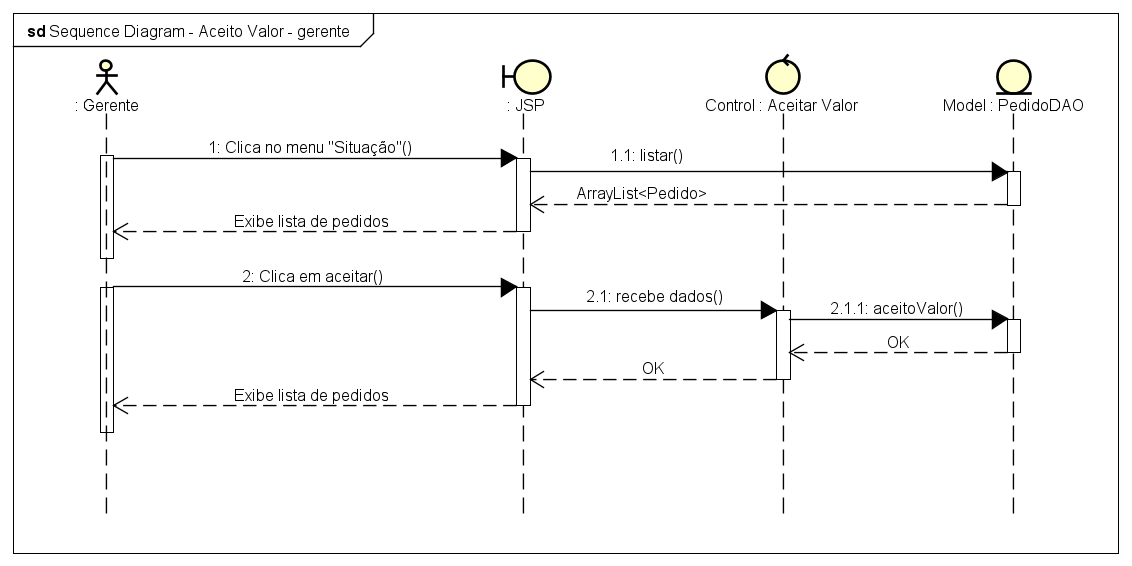 sd Sequence Diagram - Aceito Valor - gerente
: Gerente
: JSP
Control : Aceitar Valor
Model : PedidoDAO
1: Clica no menu "Situação"()
1.1: listar()
ArrayList<Pedido>
Exibe lista de pedidos
2: Clica em aceitar()
2.1: recebe dados()
2.1.1: aceitoValor()
OK
OK
Exibe lista de pedidos